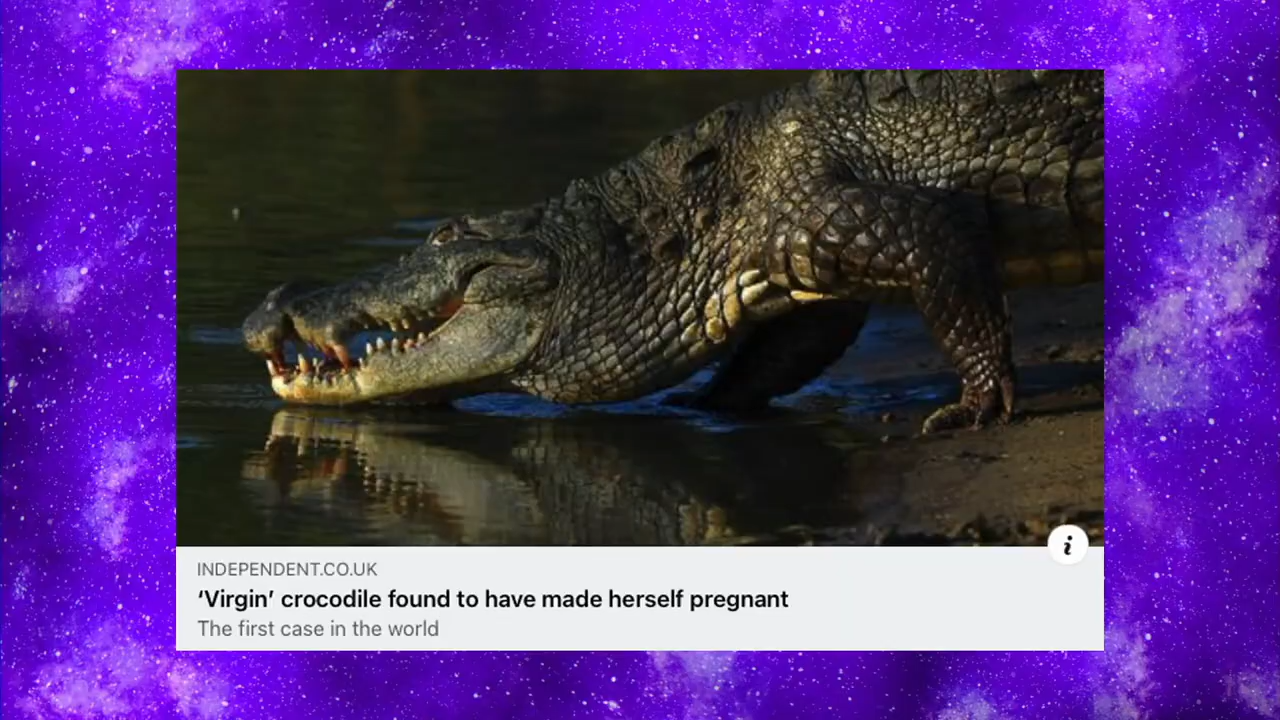 INDEPENDENT.CO.UK
‘Virgin’ crocodile found to have made herself pregnant
The first case in the world